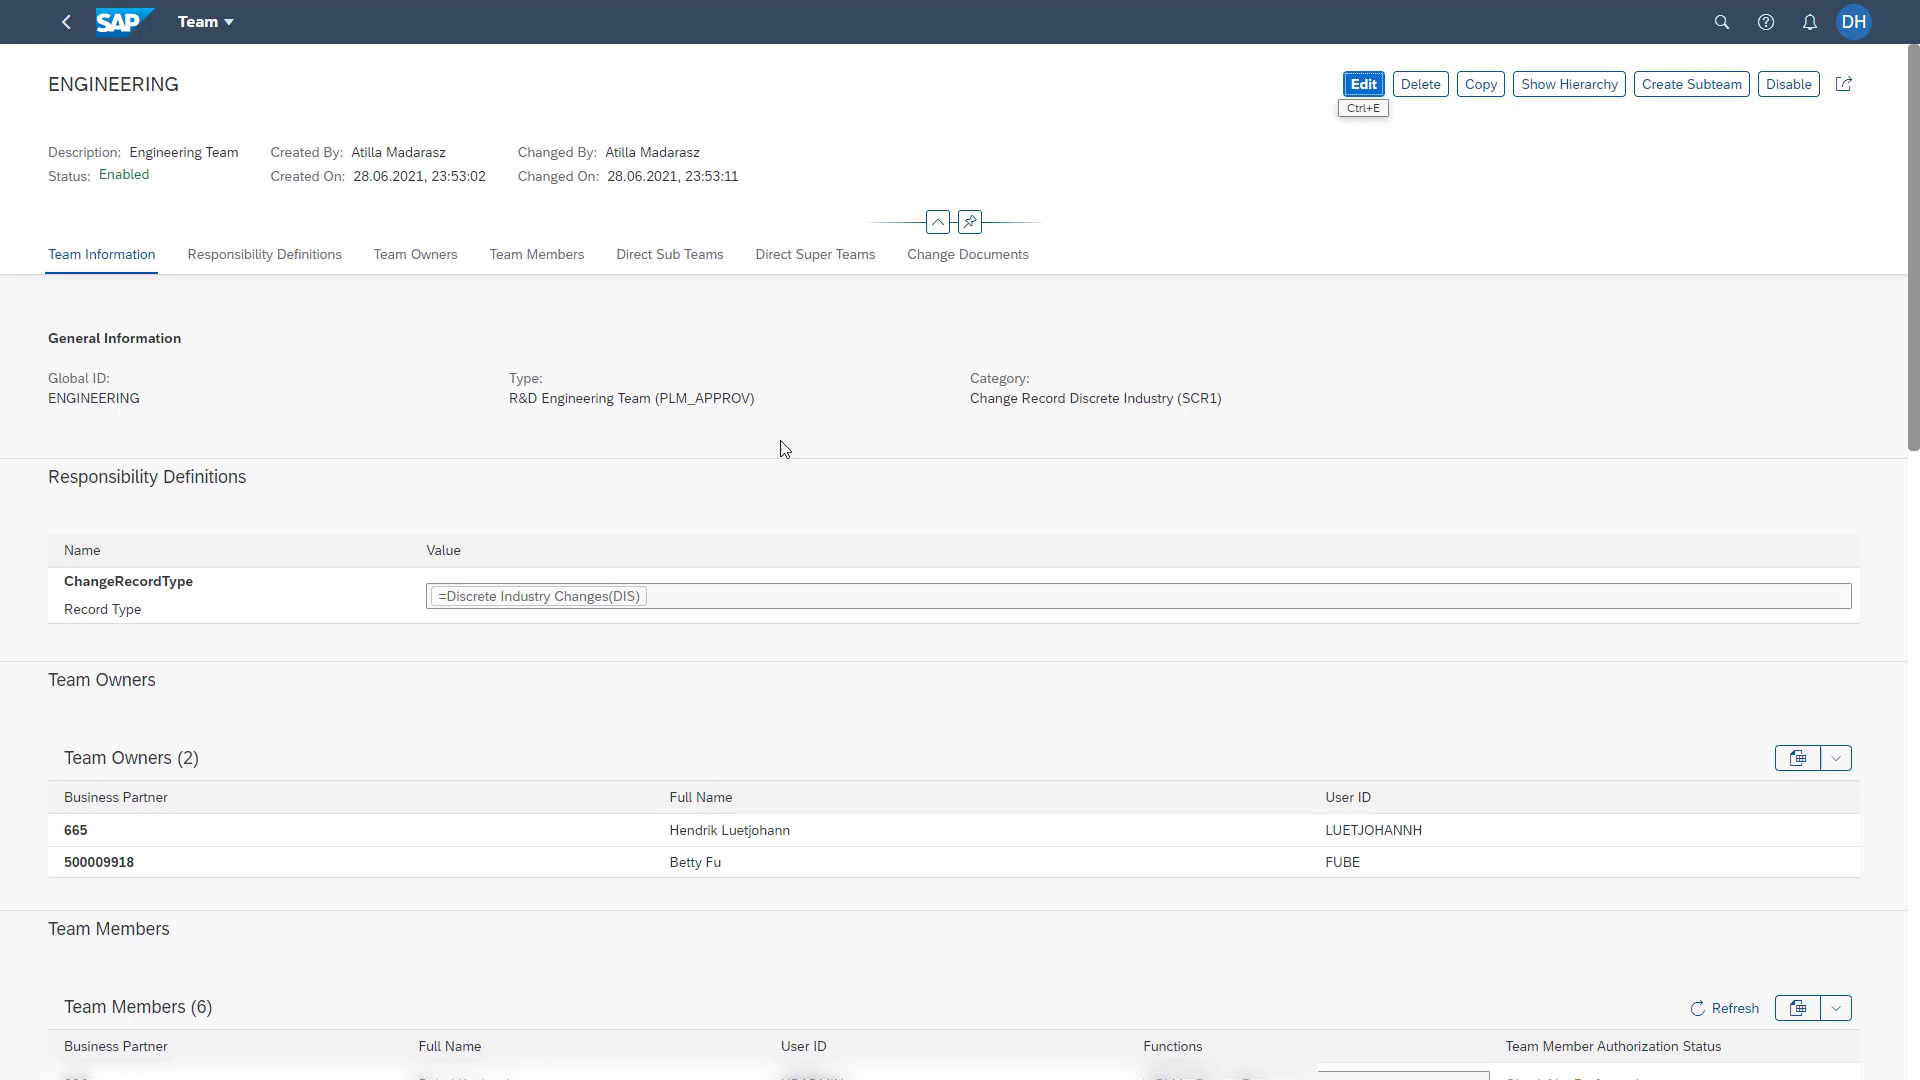 SAP Team DH
ENGINEERING
Edit Delete Copy Show Hierarchy Create Subteam Disable
Ctrl+E
Description: Engineering Team Created By: Atilla Madarasz Changed By: Atilla Madarasz
Status: Enabled Created On: 28.06.2021, 23:53:02 Changed On: 28.06.2021, 23:53:11
Team Information Responsibility Definitions Team Owners Team Members Direct Sub Teams Direct Super Teams Change Documents
General Information
Global ID: Type: Category:
ENGINEERING R&D Engineering Team (PLM_APPROV) Change Record Discrete Industry (SCR1)
Responsibility Definitions
Name Value
ChangeRecordType
=Discrete Industry Changes(DIS)
Record Type
Team Owners
Team Owners (2)
Business Partner Full Name User ID
665 Hendrik Luetjohann LUETJOHANNH
500009918 Betty Fu FUBE
Team Members
Team Members (6) Refresh
Business Partner Full Name User ID Functions Team Member Authorization Status